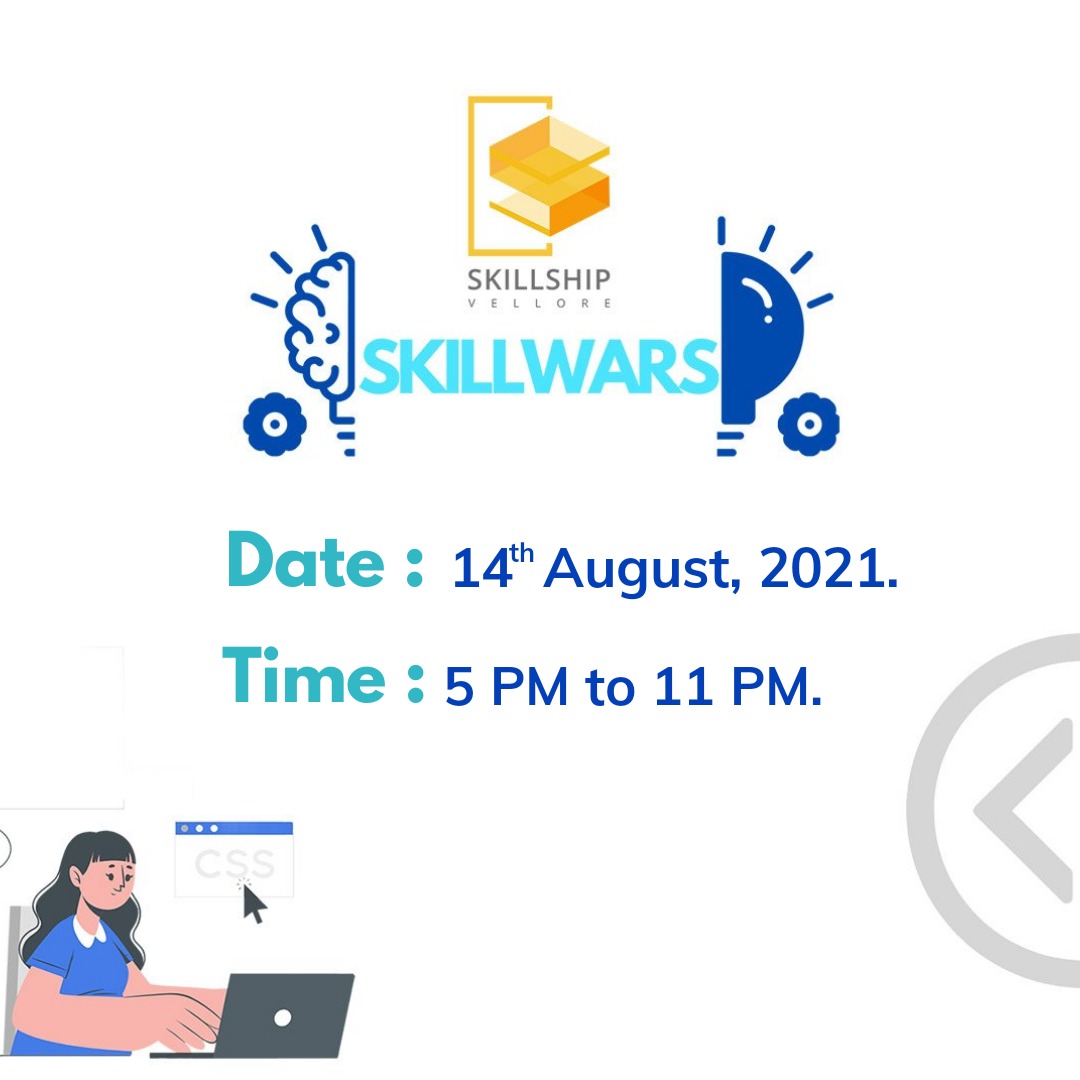 SKILLSHIP
VELLORE
SKILLWARS
Date : 14th August, 2021.
Time : 5 PM to 11 PM.
CSS